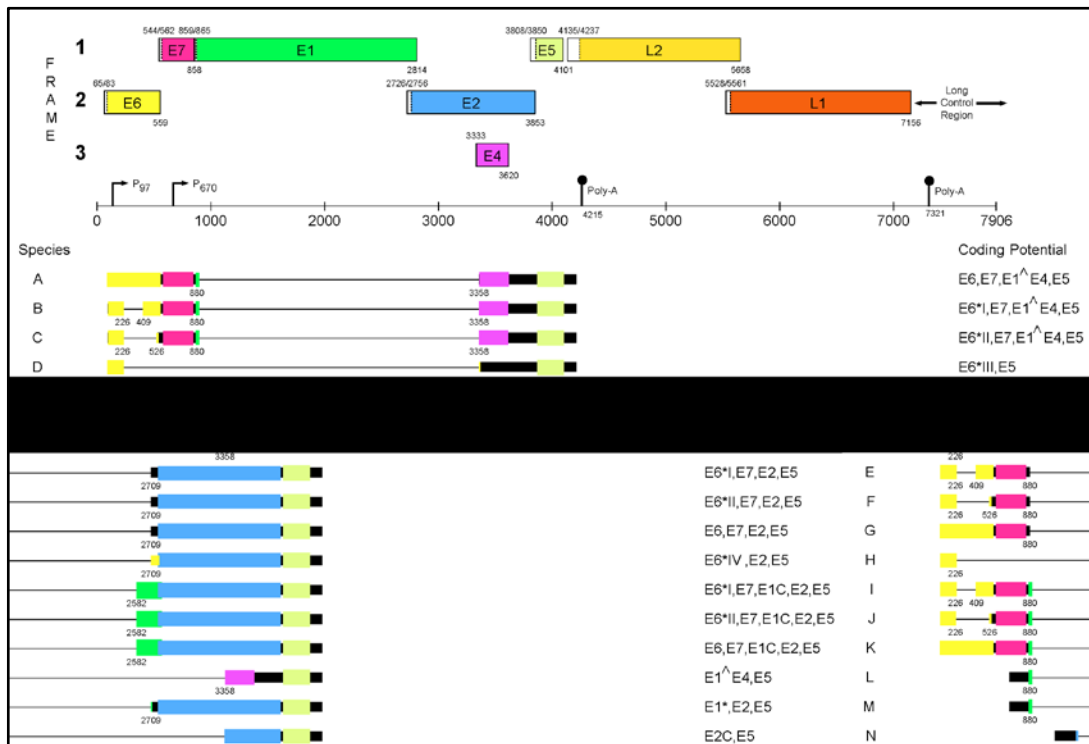 544/562 859/865 3808/3850 4135/4237
FRAME
1 E7 E1 E5 L2
858 2814 4101 5658
65/83 2726/2756 5528/5561
2 E6 E2 L1 Long Control Region
559 3853 7156
3333
3 E4
3620
P97 P670 Poly-A Poly-A
4215 7321
0 1000 2000 3000 4000 5000 6000 7000 7906
Species Coding Potential
A E6,E7,E1^E4,E5
880 3358
B E6*I,E7,E1^E4,E5
226 409 880 3358
C E6*II,E7,E1^E4,E5
226 526 880 3358
D E6*III,E5
3358 226
E6*I,E7,E2,E5 E
2709 226 409 880
E6*II,E7,E2,E5 F
2709 226 526 880
E6,E7,E2,E5 G
2709 880
E6*IV,E2,E5 H
2709 226
E6*I,E7,E1C,E2,E5 I
2582 226 409 880
E6*II,E7,E1C,E2,E5 J
2582 226 526 880
E6,E7,E1C,E2,E5 K
2582 880
E1^E4,E5 L
3358 880
E1*,E2,E5 M
2709 880
E2C,E5 N